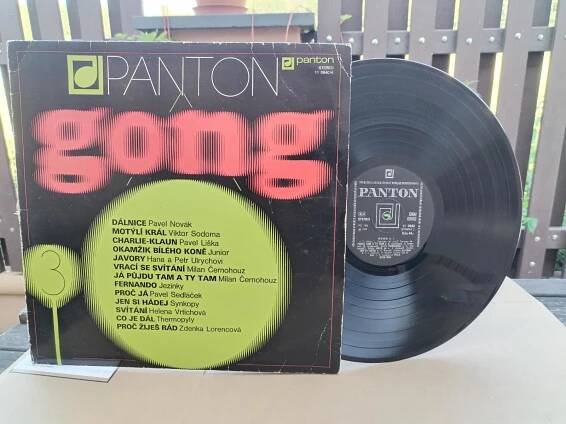 PANTON
panton
STEREO
gong
3
DÁLNICE Pavel Novák
MOTÝLÍ KRÁL Viktor Sodoma
CHARLIE-KLAUN Pavel Liška
OKAMŽIK BÍLÉHO KONĚ Junior
JAVORY Hana a Petr Ulrychovi
VRACÍ SE SVÍTÁNÍ Milan Černohouz
JÁ PŮJDU TAM A TY TAM Milan Černohouz
FERNANDO Jezinky
PROČ JÁ Pavel Sedláček
JEN SI HÁDEJ Synkopy
SVÍTÁNÍ Helena Vrtichová
CO JE DÁL Thermopyly
PROČ ŽIJEŠ RÁD Zdenka Lorencová
PANTON